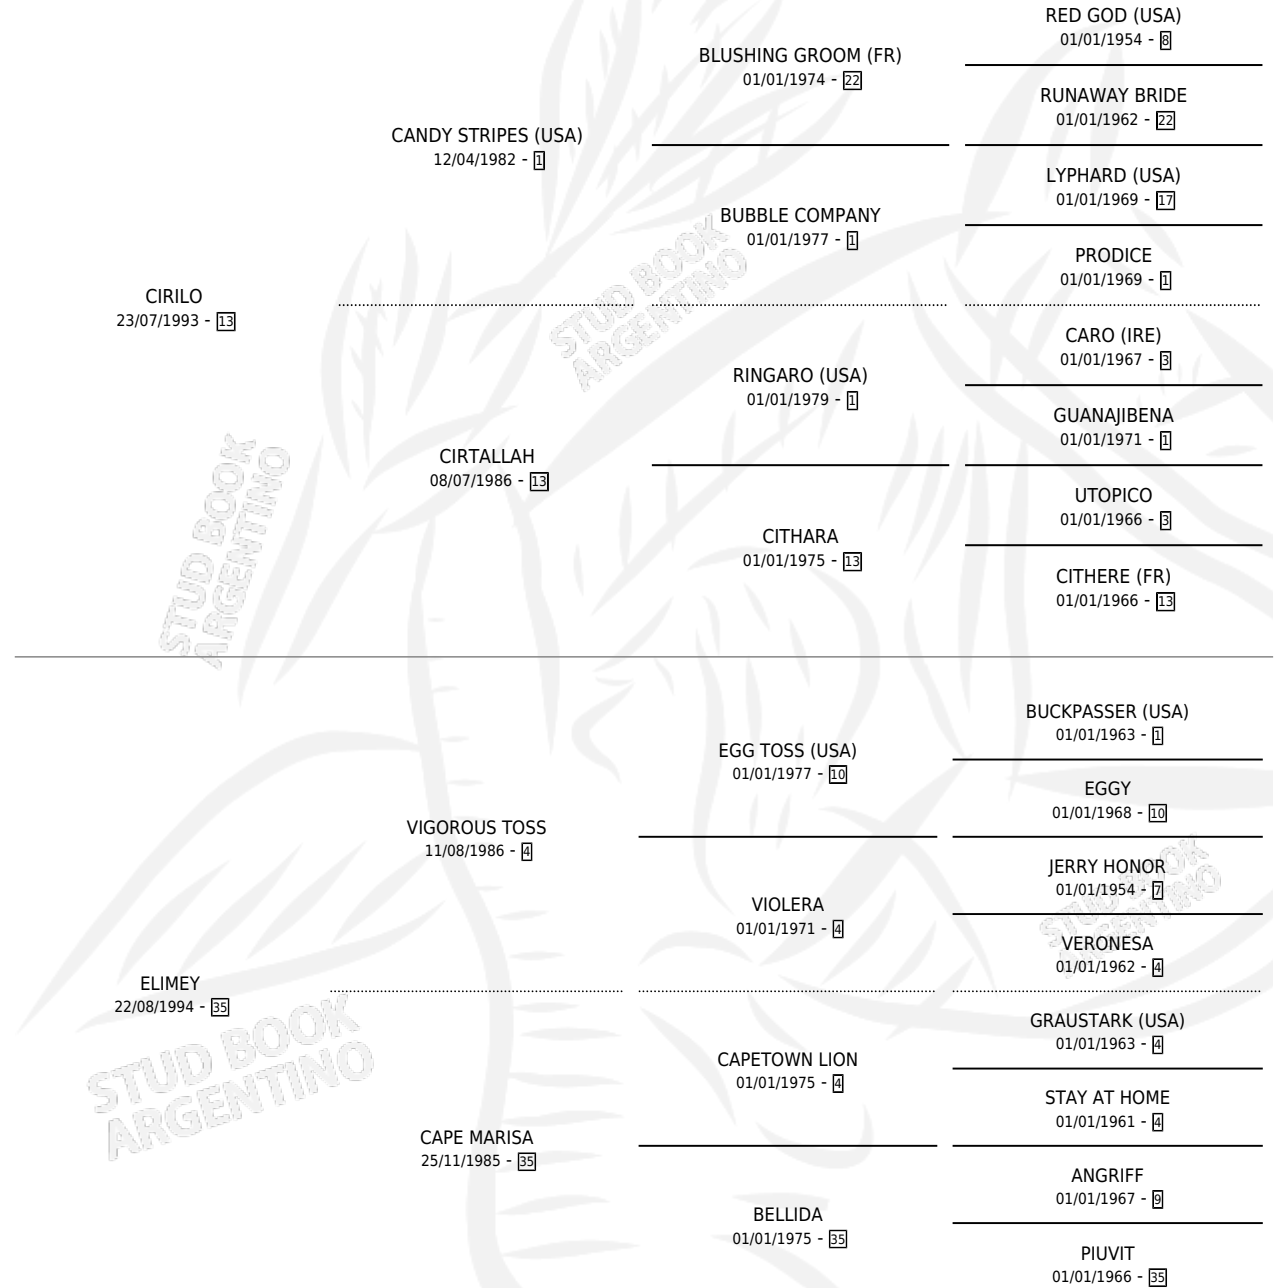 RED GOD (USA)
01/01/1954 - 8
BLUSHING GROOM (FR)
01/01/1974 - 22
RUNAWAY BRIDE
01/01/1962 - 22
CANDY STRIPES (USA)
12/04/1982 - 1
LYPHARD (USA)
01/01/1969 - 17
BUBBLE COMPANY
01/01/1977 - 1
PRODICE
01/01/1969 - 1
CIRILO
23/07/1993 - 13
STUD BOOK
ARGENTINO
CARO (IRE)
01/01/1967 - 3
RINGARO (USA)
01/01/1979 - 1
GUANAJIBENA
01/01/1971 - 1
CIRTALLAH
08/07/1986 - 13
UTOPICO
01/01/1966 - 3
CITHARA
01/01/1975 - 13
CITHERE (FR)
01/01/1966 - 13
STUD BOOK
ARGENTINO
BUCKPASSER (USA)
01/01/1963 - 1
EGG TOSS (USA)
01/01/1977 - 10
EGGY
01/01/1968 - 10
VIGOROUS TOSS
11/08/1986 - 4
JERRY HONOR
01/01/1954 - 7
VIOLERA
01/01/1971 - 4
VERONESA
01/01/1962 - 4
STUD BOOK
ARGENTINO
ELIMEY
22/08/1994 - 35
GRAUSTARK (USA)
01/01/1963 - 4
CAPETOWN LION
01/01/1975 - 4
STAY AT HOME
01/01/1961 - 4
STUD BOOK
ARGENTINO
CAPE MARISA
25/11/1985 - 35
ANGRIFF
01/01/1967 - 9
BELLIDA
01/01/1975 - 35
PIUVIT
01/01/1966 - 35